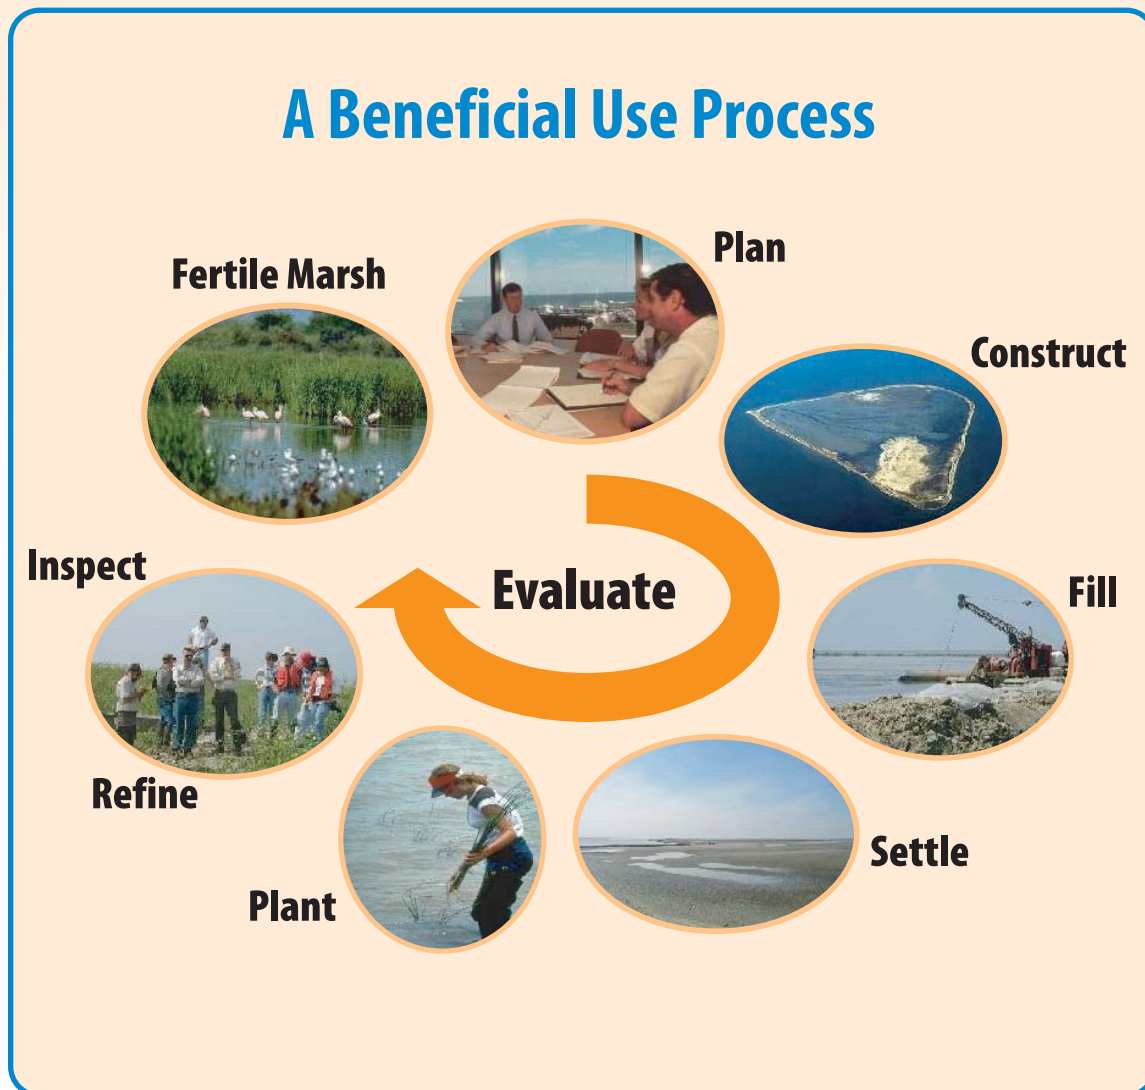 A Beneficial Use Process
Plan
Construct
Fill
Settle
Plant
Inspect
Refine
Fertile Marsh
Evaluate